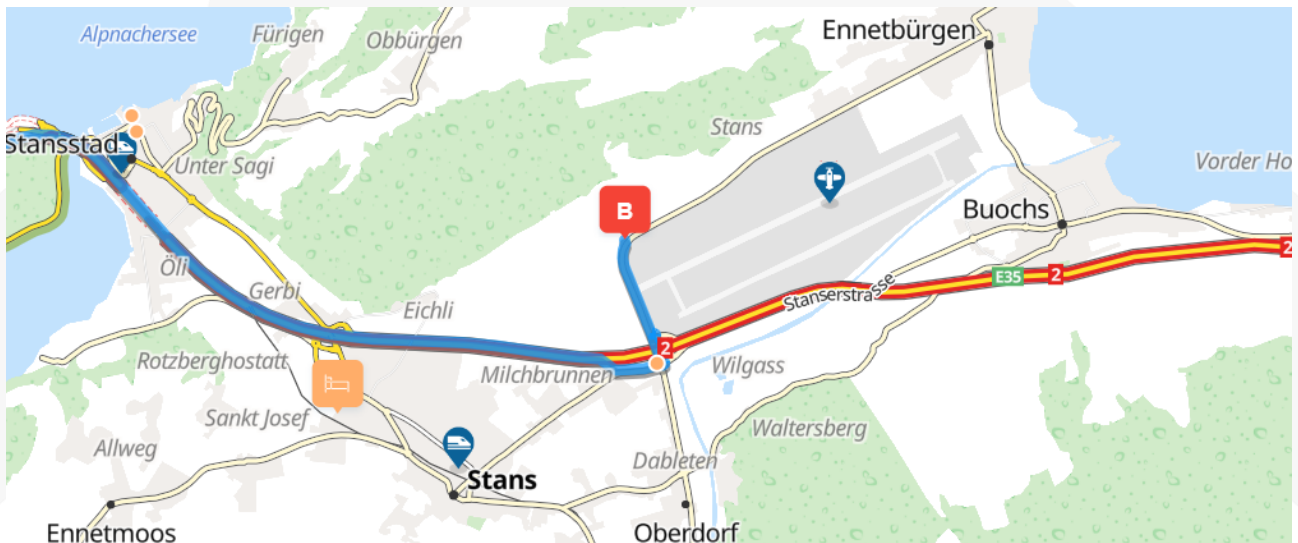 Alpnachersee
Fürigen
Obbürgen
Ennetbürgen
Stansstad
Unter Sagi
Stans
Vorder Ho
B
Buochs
Öli
Gerbi
Eichli
Stanserstrasse
E35
2
2
2
Rotzberghostatt
Milchbrunnen
Wilgass
Sankt Josef
Allweg
Waltersberg
Dableten
Stans
Ennetmoos
Oberdorf